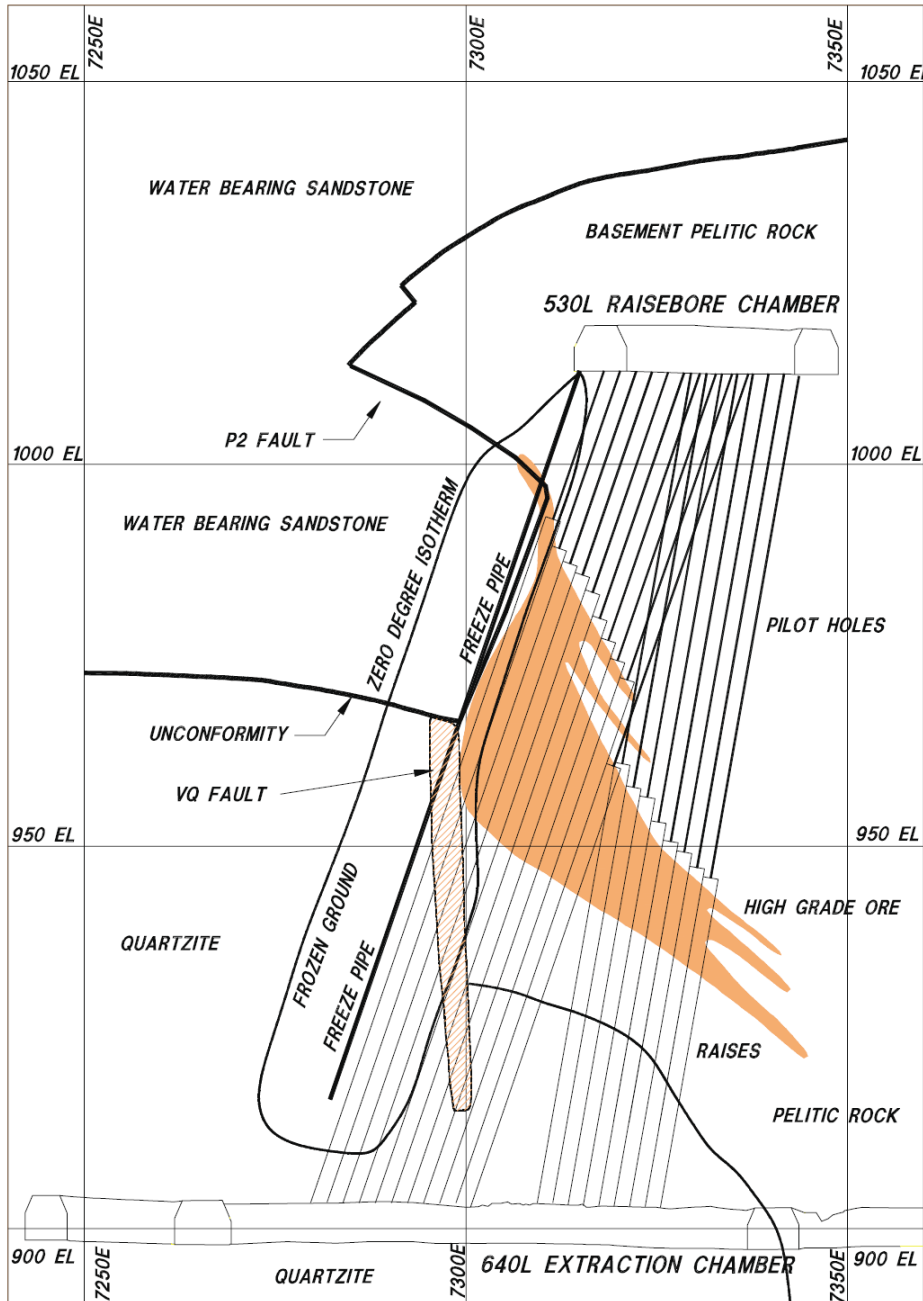 7250E
7300E
7350E
1050 EL
1050 EL
WATER BEARING SANDSTONE
BASEMENT PELITIC ROCK
530L RAISEBORE CHAMBER
P2 FAULT
1000 EL
1000 EL
WATER BEARING SANDSTONE
ZERO DEGREE ISOTHERM
FREEZE PIPE
PILOT HOLES
UNCONFORMITY
VQ FAULT
950 EL
950 EL
HIGH GRADE ORE
QUARTZITE
FROZEN GROUND
FREEZE PIPE
RAISES
PELITIC ROCK
900 EL
7250E
7300E
640L EXTRACTION CHAMBER
7350E
900 EL
QUARTZITE